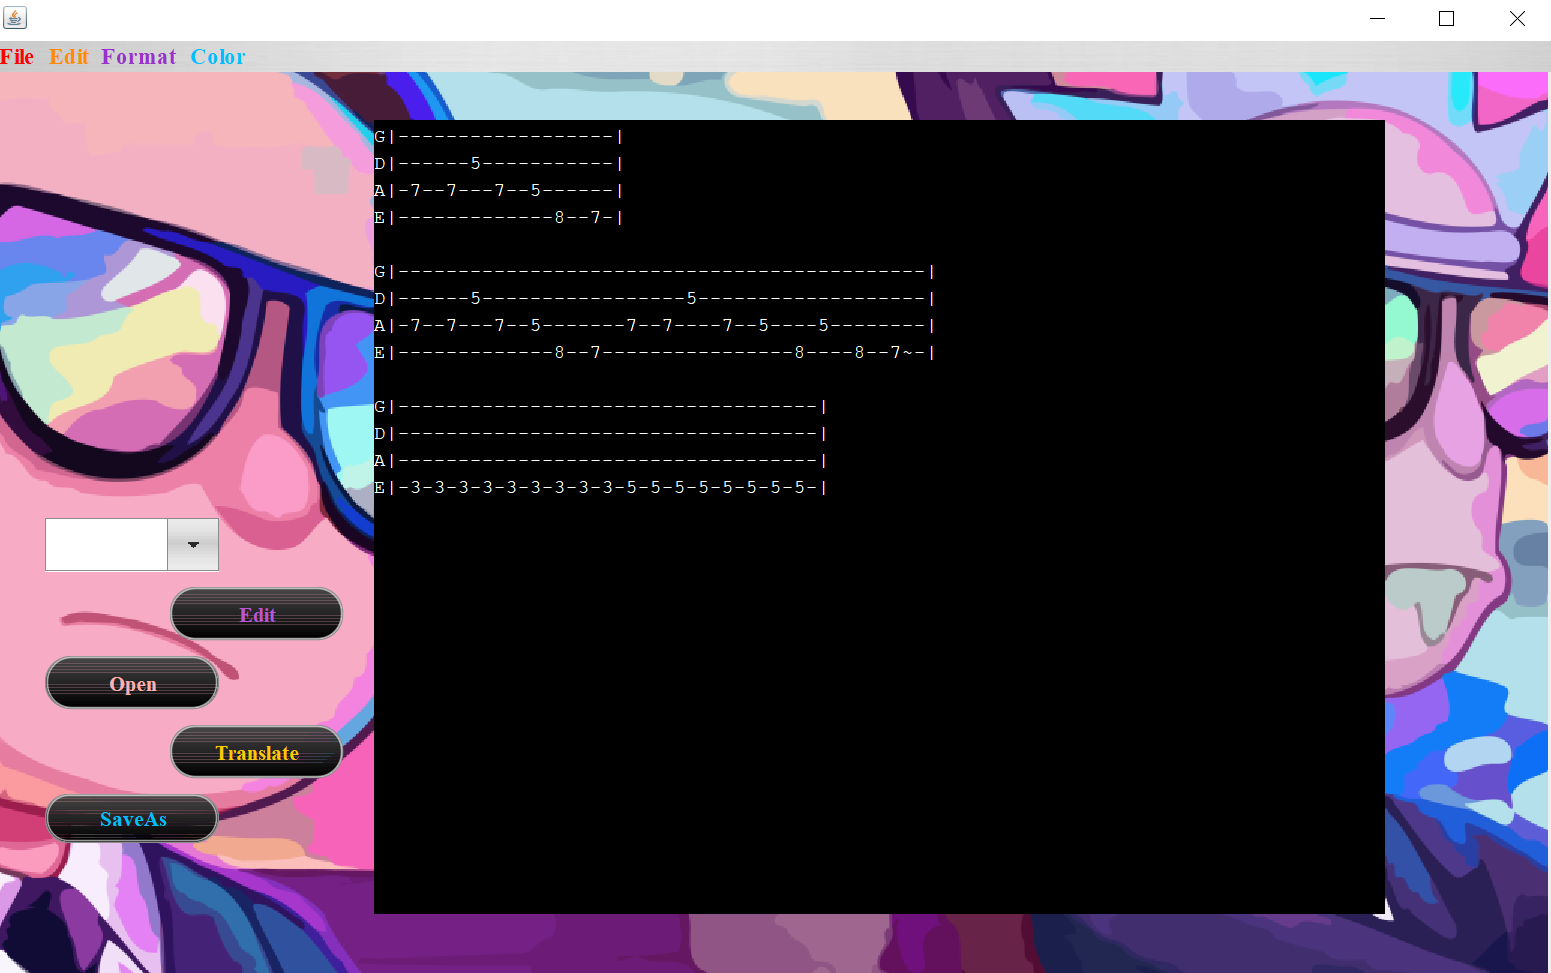 File Edit Format Color
G|------------------|
D|------5-----------|
A|-7--7---7--5------|
E|-------------8--7-|
G|--------------------------------------------|
D|------5-----------------5-------------------|
A|-7--7---7--5-------7--7----7--5----5--------|
E|-------------8--7----------------8----8--7~-|
G|-----------------------------------|
D|-----------------------------------|
A|-----------------------------------|
E|-3-3-3-3-3-3-3-3-3-5-5-5-5-5-5-5-5-|
Edit
Open
Translate
SaveAs